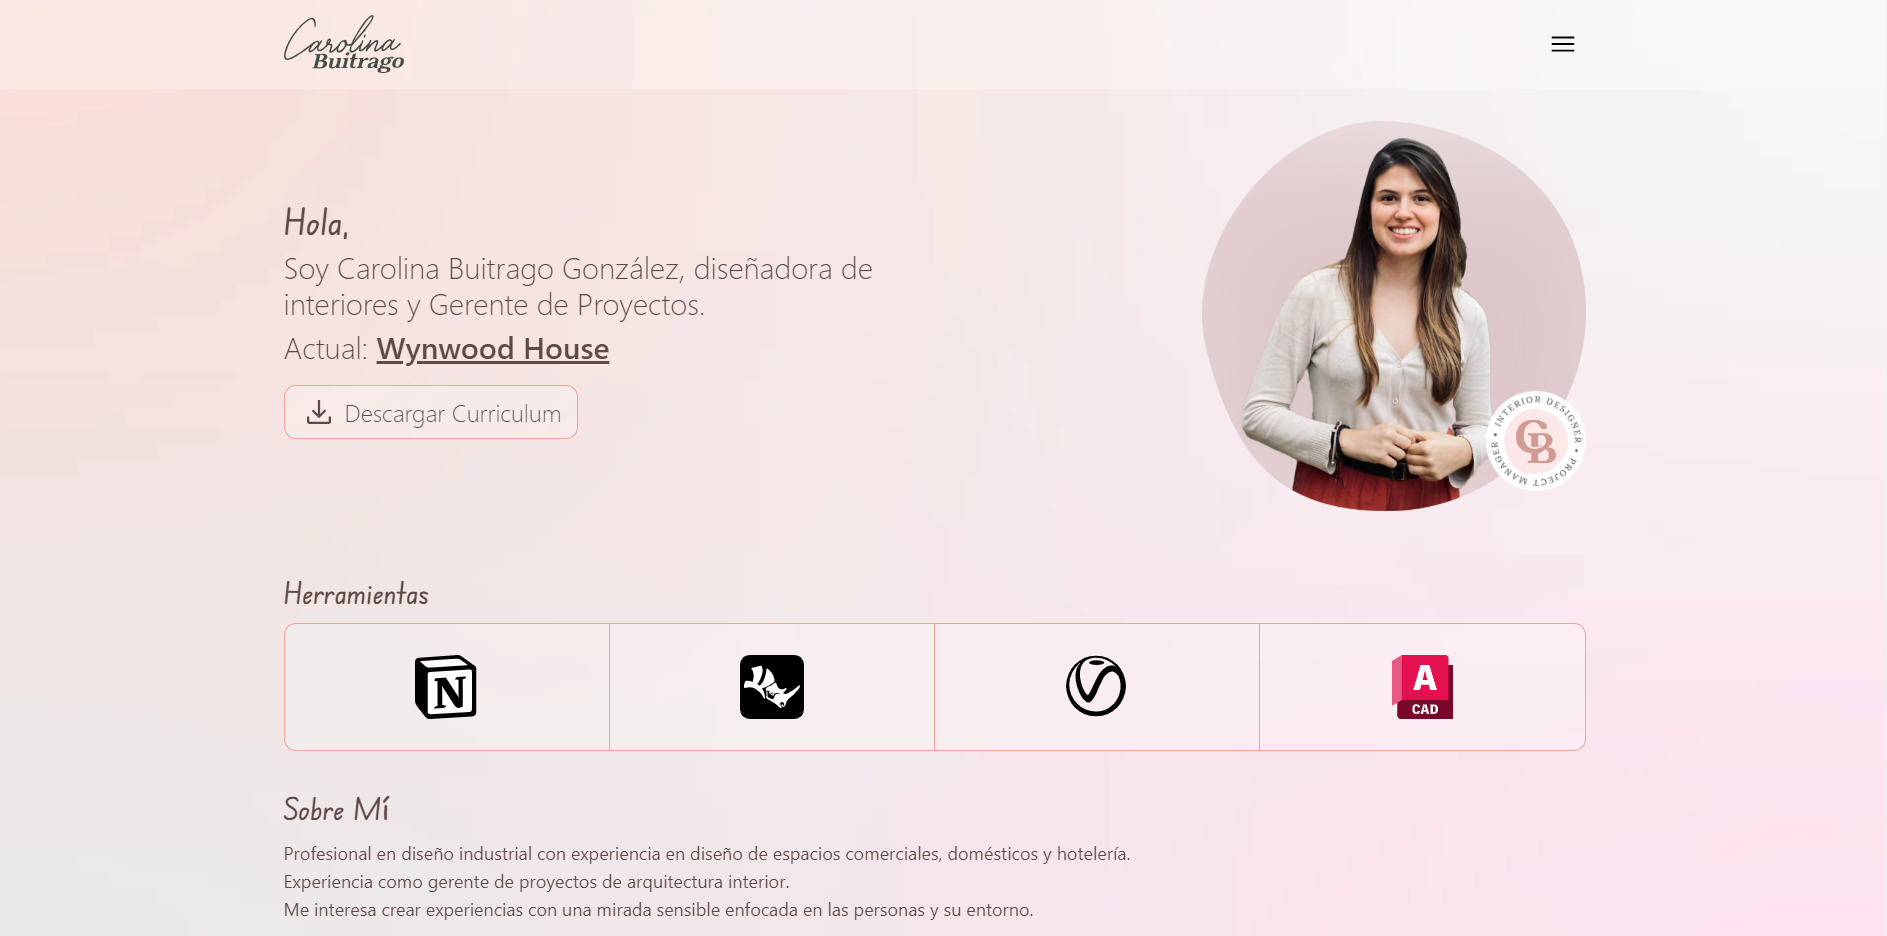 Carolina
Buitrago
Hola,
Soy Carolina Buitrago González, diseñadora de
interiores y Gerente de Proyectos.
Actual: Wynwood House
Descargar Curriculum
• INTERIOR DESIGNER • PROJECT MANAGER
CB
Herramientas
N
A
CAD
Sobre Mí
Profesional en diseño industrial con experiencia en diseño de espacios comerciales, domésticos y hotelería.
Experiencia como gerente de proyectos de arquitectura interior.
Me interesa crear experiencias con una mirada sensible enfocada en las personas y su entorno.